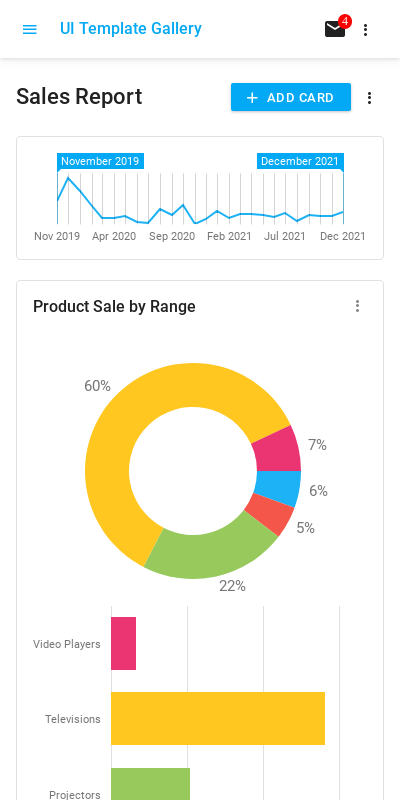 UI Template Gallery
4
Sales Report
ADD CARD
November 2019
December 2021
Nov 2019 Apr 2020 Sep 2020 Feb 2021 Jul 2021 Dec 2021
Product Sale by Range
60%
7%
6%
5%
22%
Video Players
Televisions
Projectors